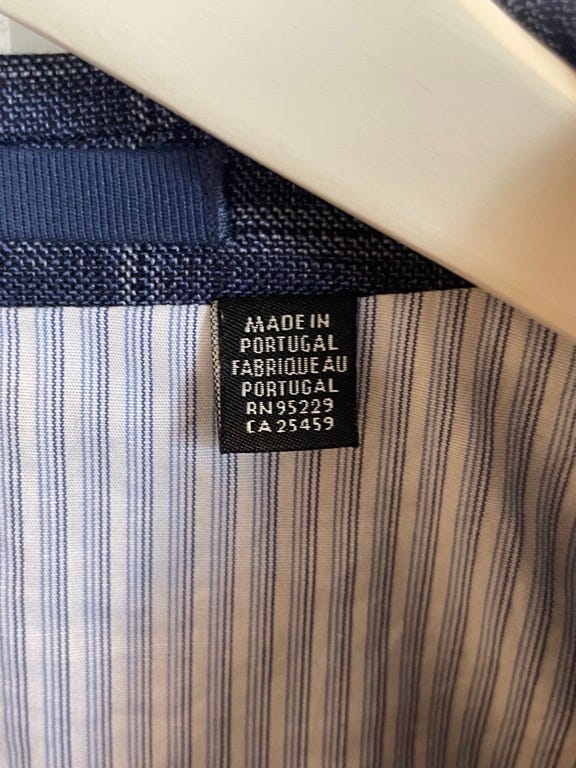 MADE IN
PORTUGAL
FABRIQUE AU
PORTUGAL
RN 95229
CA 25459